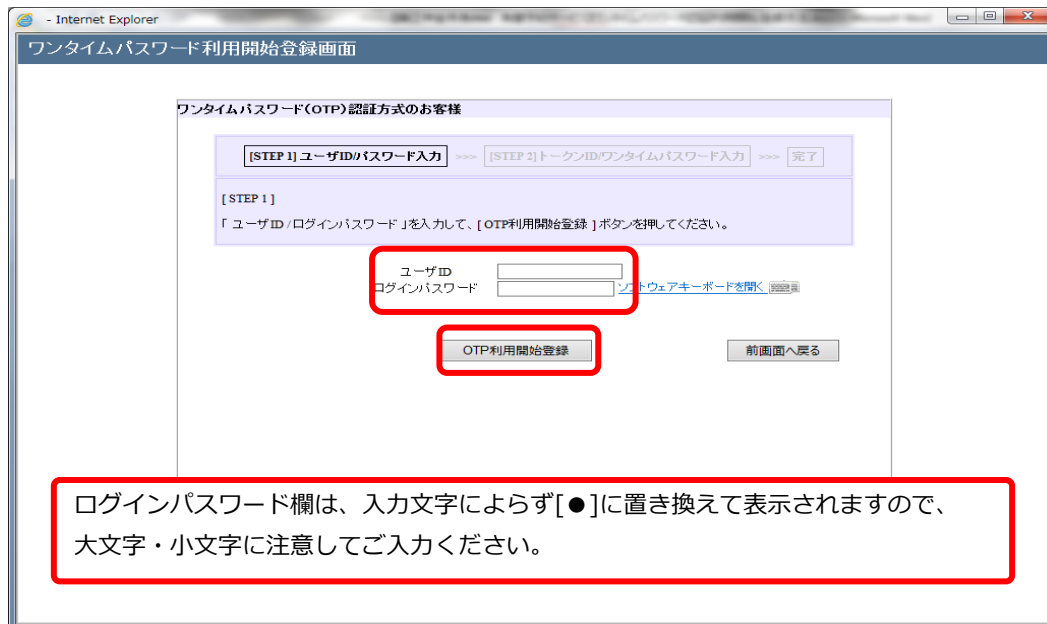 - Internet Explorer
ワンタイムパスワード利用開始登録画面
ワンタイムパスワード(OTP)認証方式のお客様
[STEP 1] ユーザID/パスワード入力 >>> [STEP 2] トークンID/ワンタイムパスワード入力 >>> 完了
[ STEP 1 ]
「 ユーザID /ログインパスワード 」を入力して、[ OTP利用開始登録 ] ボタンを押してください。
ユーザID
ログインパスワード ソフトウェアキーボードを開く
OTP利用開始登録 前画面へ戻る
ログインパスワード欄は、入力文字によらず[●]に置き換えて表示されますので、
大文字・小文字に注意してご入力ください。